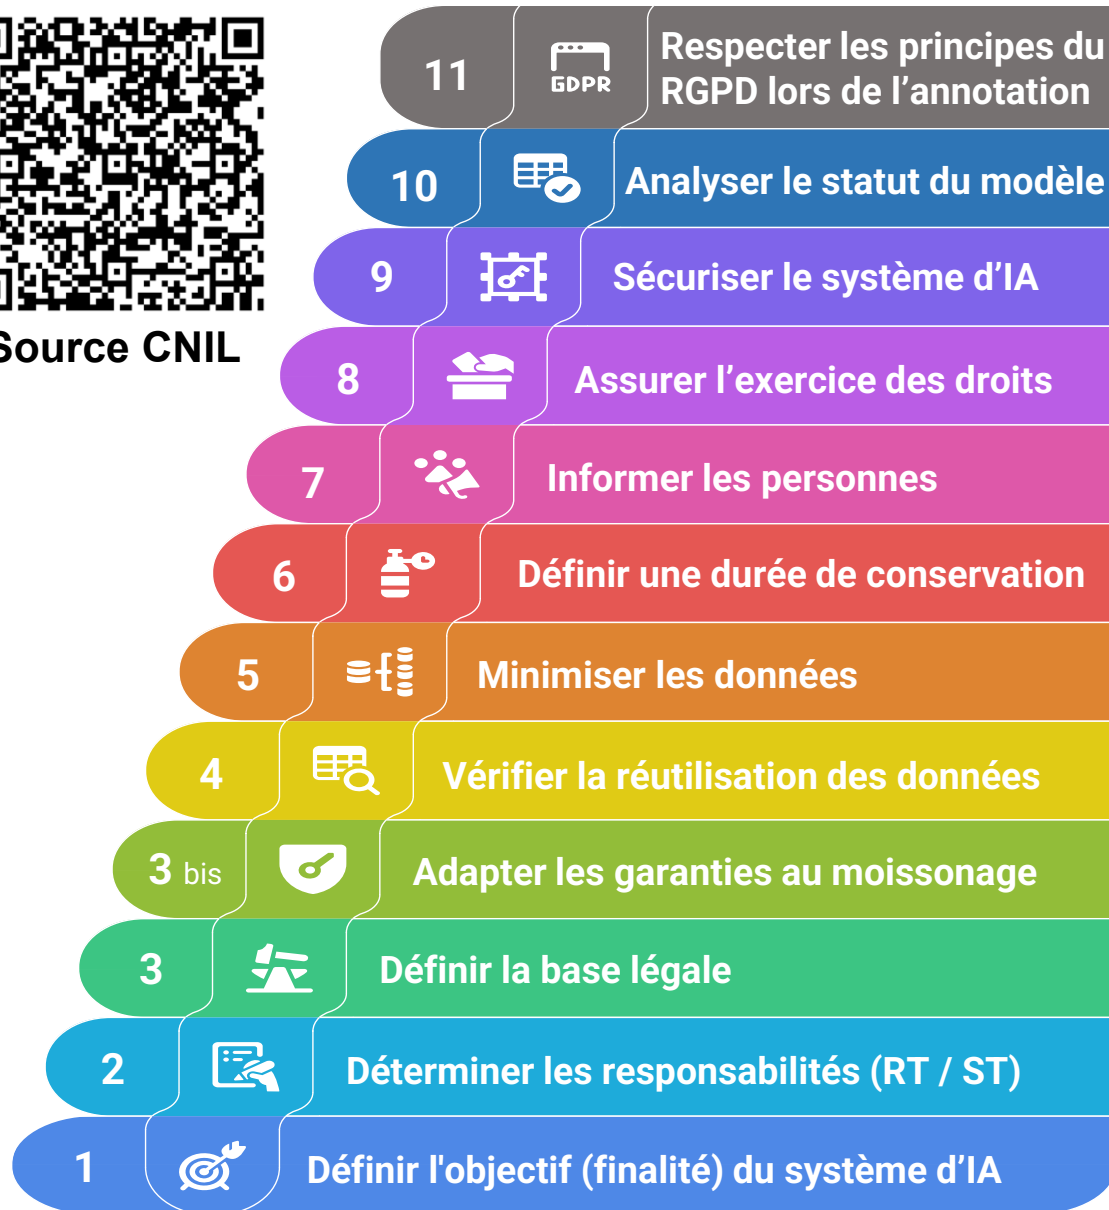 11
GDPR
Respecter les principes du
RGPD lors de l’annotation
10
Analyser le statut du modèle
9
Sécuriser le système d’IA
Source CNIL
8
Assurer l’exercice des droits
7
Informer les personnes
6
Définir une durée de conservation
5
Minimiser les données
4
Vérifier la réutilisation des données
3 bis
Adapter les garanties au moissonage
3
Définir la base légale
2
Déterminer les responsabilités (RT / ST)
1
Définir l'objectif (finalité) du système d’IA